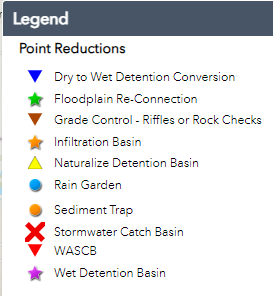 Legend
Point Reductions
Dry to Wet Detention Conversion
Floodplain Re-Connection
Grade Control - Riffles or Rock Checks
Infiltration Basin
Naturalize Detention Basin
Rain Garden
Sediment Trap
Stormwater Catch Basin
WASCB
Wet Detention Basin